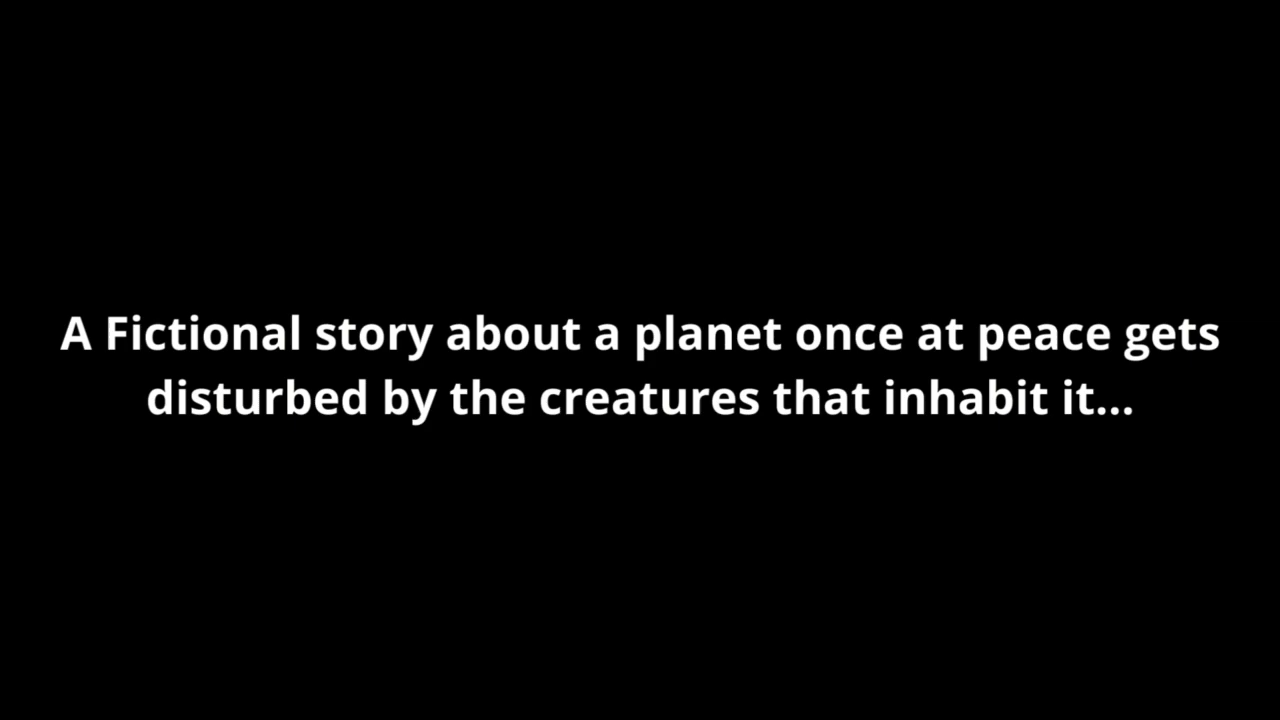 A Fictional story about a planet once at peace gets
disturbed by the creatures that inhabit it...